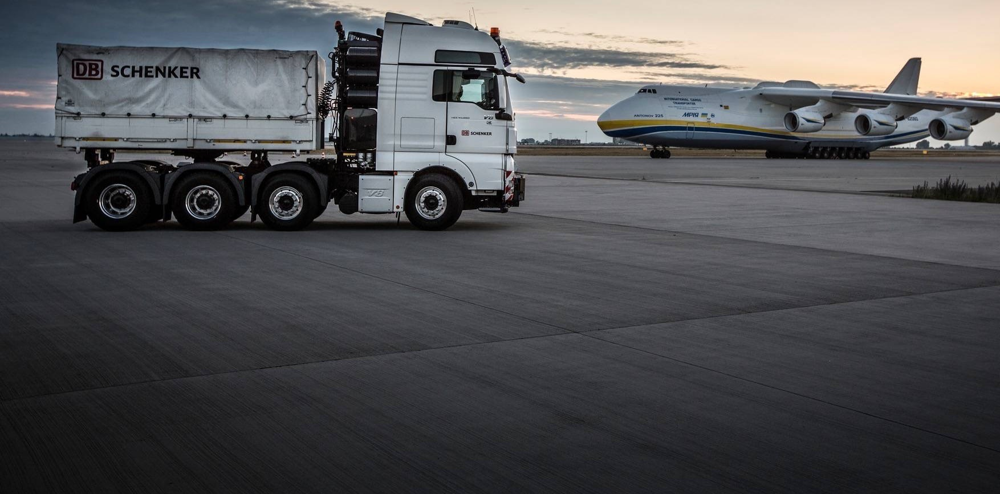 DB SCHENKER
V8
DB SCHENKER
V8
INTERNATIONAL CARGO
TRANSPORTER
ANTONOV 225
МРІЯ